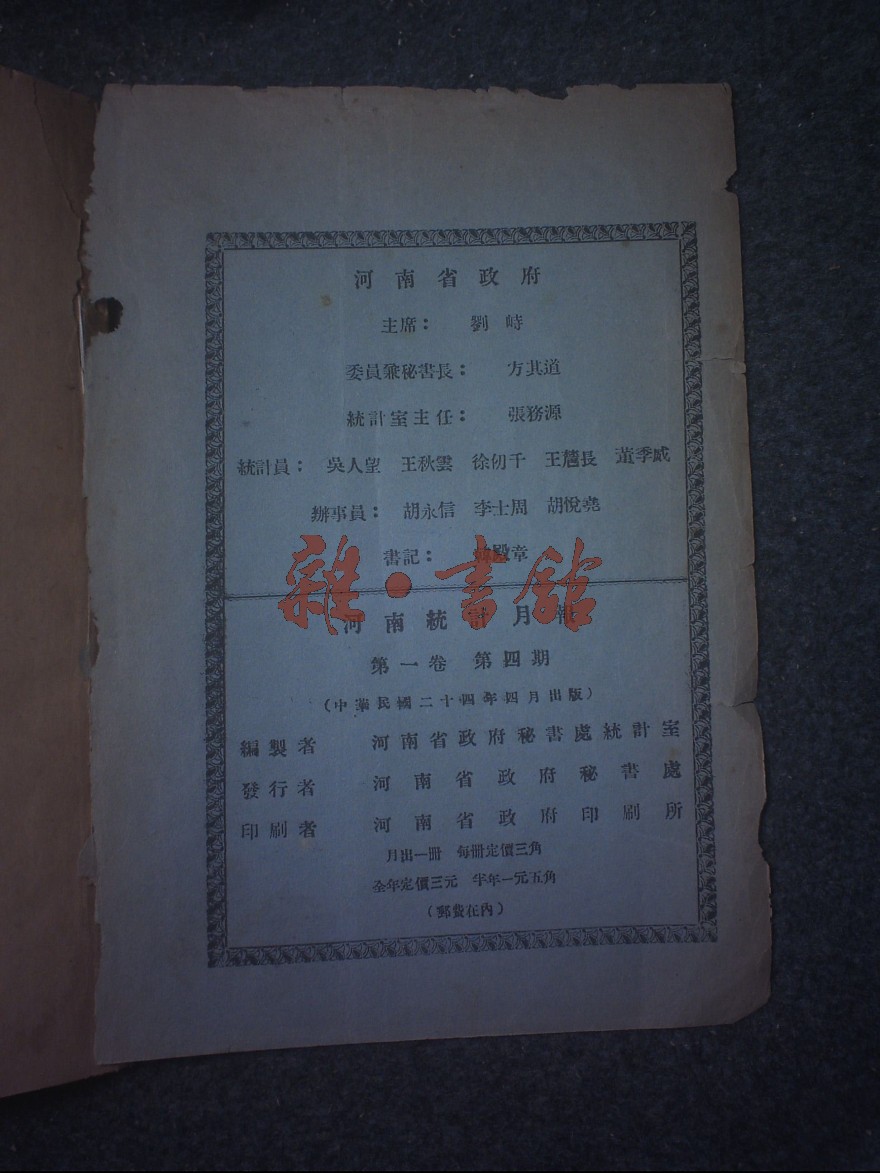 河南省政府
主席： 劉峙
委員兼秘書長： 方其道
統計室主任： 張務源
統計員： 吳人望 王秋雲 徐仞千 王長 董季
辦事員： 胡永信 李士周 胡悅堯
書記： 殿章
雜·書館
河南統計月報
第一卷 第四期
（中華民國二十四年四月出版）
編製者 河南省政府秘書處統計室
發行者 河南省政府秘書處
印刷者 河南省政府印刷所
月出一冊 每冊定價三角
全年定價三元 半年一元五角
（郵費在內）